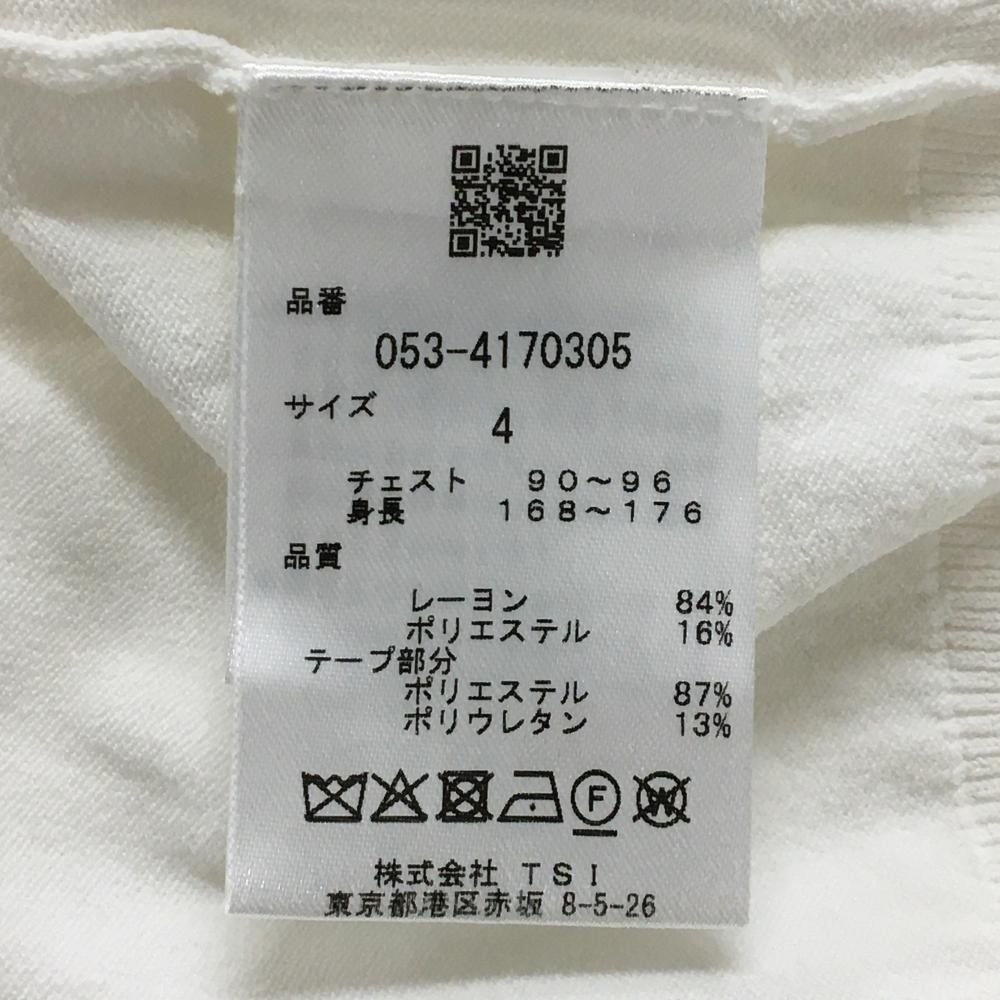 品番
053-4170305
サイズ
4
チェスト 90～96
身長 168～176
品質
レーヨン 84%
ポリエステル 16%
テープ部分
ポリエステル 87%
ポリウレタン 13%
F W
株式会社 TSI
東京都港区赤坂 8-5-26